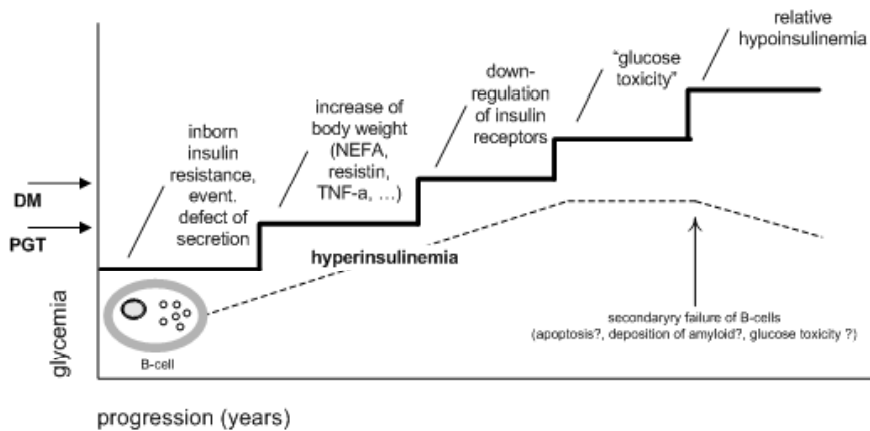 relative
hypoinsulinemia
“glucose
toxicity”
down-
regulation
of insulin
receptors
increase of
body weight
(NEFA,
resistin,
TNF-a, …)
inborn
insulin
resistance,
event.
defect of
secretion
DM
PGT
hyperinsulinemia
glycemia
B-cell
secondaryry failure of B-cells
(apoptosis?, deposition of amyloid?, glucose toxicity ?)
progression (years)